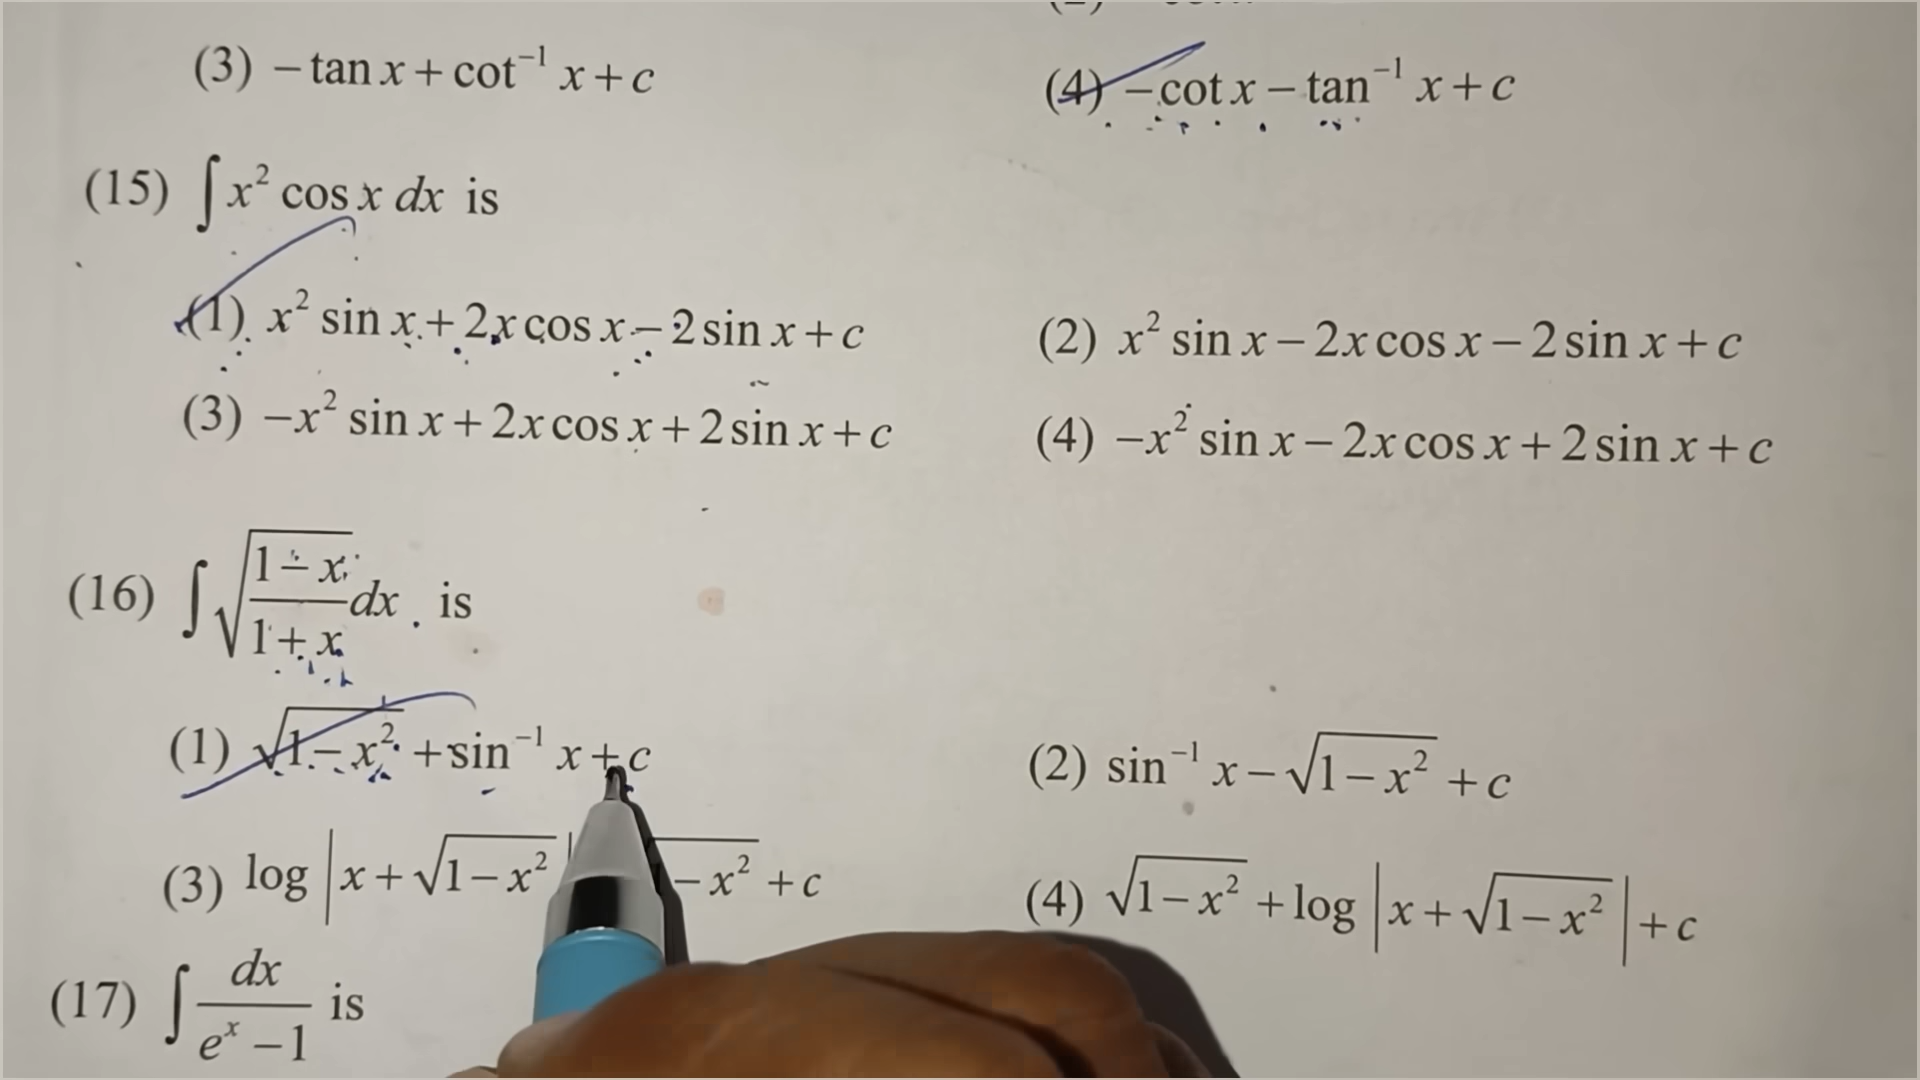 (3) −tan x + cot⁻¹ x + c
(4) −cot x − tan⁻¹ x + c
(15) ∫ x² cos x dx is
(1) x² sin x + 2x cos x − 2 sin x + c
(2) x² sin x − 2x cos x − 2 sin x + c
(3) −x² sin x + 2x cos x + 2 sin x + c
(4) −x² sin x − 2x cos x + 2 sin x + c
(16) ∫ √((1 − x)/(1 + x)) dx is
(1) √(1 − x²) + sin⁻¹ x + c
(2) sin⁻¹ x − √(1 − x²) + c
(3) log |x + √(1 − x²)| − x² + c
(4) √(1 − x²) + log |x + √(1 − x²)| + c
(17) ∫ dx/(eˣ − 1) is